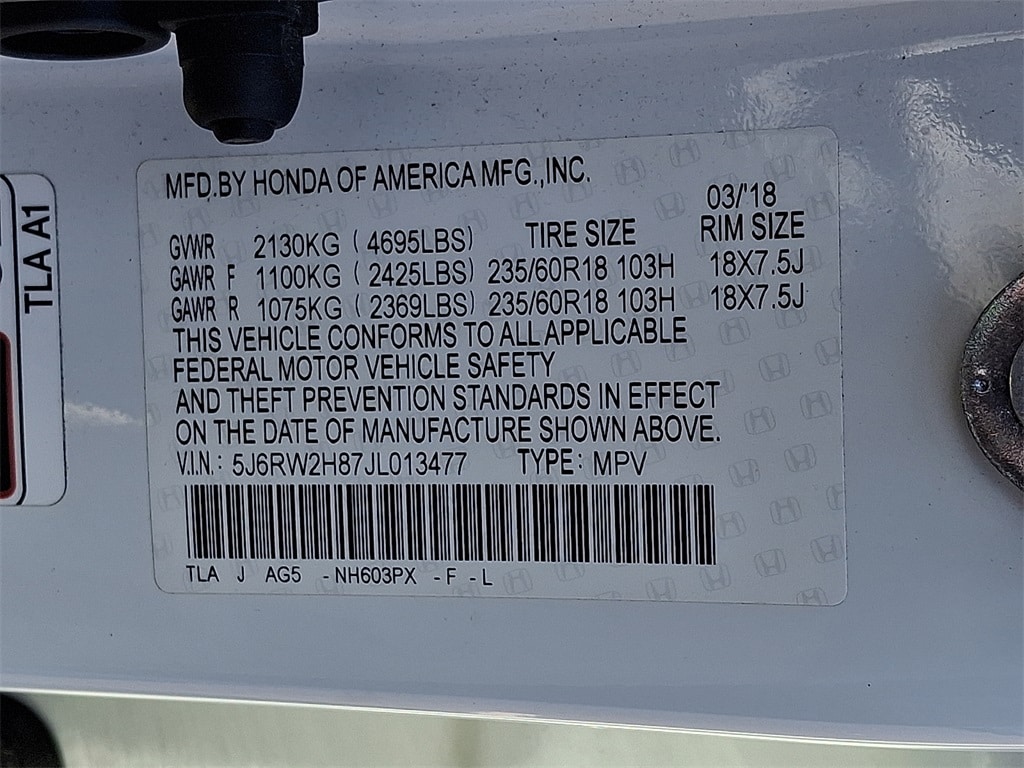 MFD.BY HONDA OF AMERICA MFG.,INC.
03/'18
GVWR 2130KG ( 4695LBS) TIRE SIZE RIM SIZE
GAWR F 1100KG ( 2425LBS) 235/60R18 103H 18X7.5J
GAWR R 1075KG ( 2369LBS) 235/60R18 103H 18X7.5J
THIS VEHICLE CONFORMS TO ALL APPLICABLE
FEDERAL MOTOR VEHICLE SAFETY
AND THEFT PREVENTION STANDARDS IN EFFECT
ON THE DATE OF MANUFACTURE SHOWN ABOVE.
V.I.N.: 5J6RW2H87JL013477 TYPE: MPV
TLA J AG5 -NH603PX -F -L
TLA A1